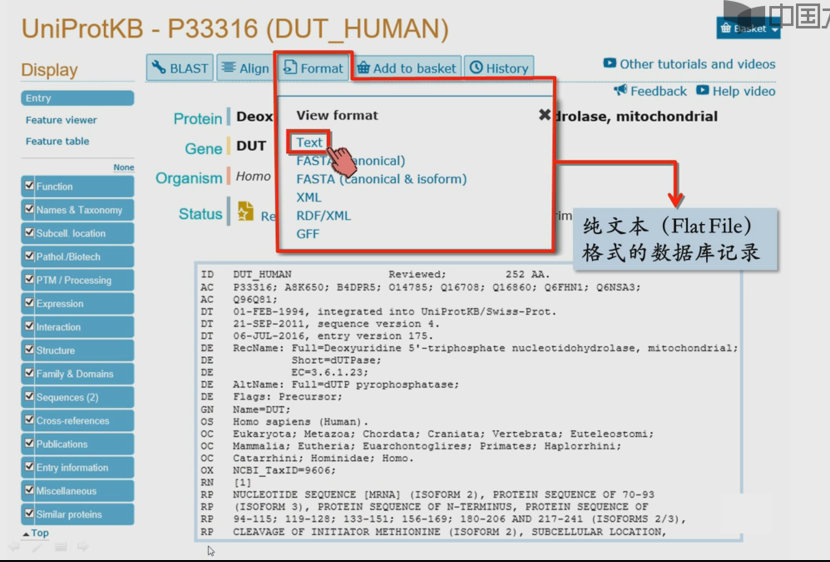 UniProtKB - P33316 (DUT_HUMAN)
中国
Basket
Display
BLAST Align Format Add to basket History
Other tutorials and videos
Feedback Help video
Entry
Feature viewer
Feature table
None
Function
Names & Taxonomy
Subcell. location
Pathol./Biotech
PTM / Processing
Expression
Interaction
Structure
Family & Domains
Sequences (2)
Cross-references
Publications
Entry information
Miscellaneous
Similar proteins
Top
Protein Deox drolase, mitochondrial
Gene DUT
Organism Homo
Status Re
View format
Text
FASTA (canonical)
FASTA (canonical & isoform)
XML
RDF/XML
GFF
纯文本（Flat File）
格式的数据库记录
ID DUT_HUMAN Reviewed; 252 AA.
AC P33316; A8K650; B4DPR5; O14785; Q16708; Q16860; Q6FHN1; Q6NSA3;
AC Q96Q81;
DT 01-FEB-1994, integrated into UniProtKB/Swiss-Prot.
DT 21-SEP-2011, sequence version 4.
DT 06-JUL-2016, entry version 175.
DE RecName: Full=Deoxyuridine 5'-triphosphate nucleotidohydrolase, mitochondrial;
DE Short=dUTPase;
DE EC=3.6.1.23;
DE AltName: Full=dUTP pyrophosphatase;
DE Flags: Precursor;
GN Name=DUT;
OS Homo sapiens (Human).
OC Eukaryota; Metazoa; Chordata; Craniata; Vertebrata; Euteleostomi;
OC Mammalia; Eutheria; Euarchontoglires; Primates; Haplorrhini;
OC Catarrhini; Hominidae; Homo.
OX NCBI_TaxID=9606;
RN [1]
RP NUCLEOTIDE SEQUENCE [MRNA] (ISOFORM 2), PROTEIN SEQUENCE OF 70-93
RP (ISOFORM 3), PROTEIN SEQUENCE OF N-TERMINUS, PROTEIN SEQUENCE OF
RP 94-115; 119-128; 133-151; 156-169; 180-206 AND 217-241 (ISOFORMS 2/3),
RP CLEAVAGE OF INITIATOR METHIONINE (ISOFORM 2), SUBCELLULAR LOCATION,